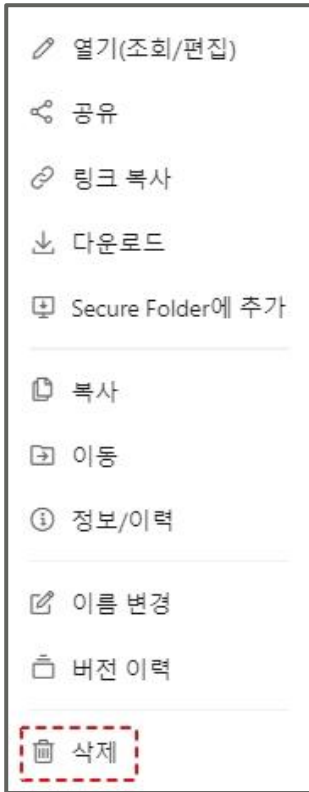 열기(조회/편집)
공유
링크 복사
다운로드
Secure Folder에 추가
복사
이동
정보/이력
이름 변경
버전 이력
삭제